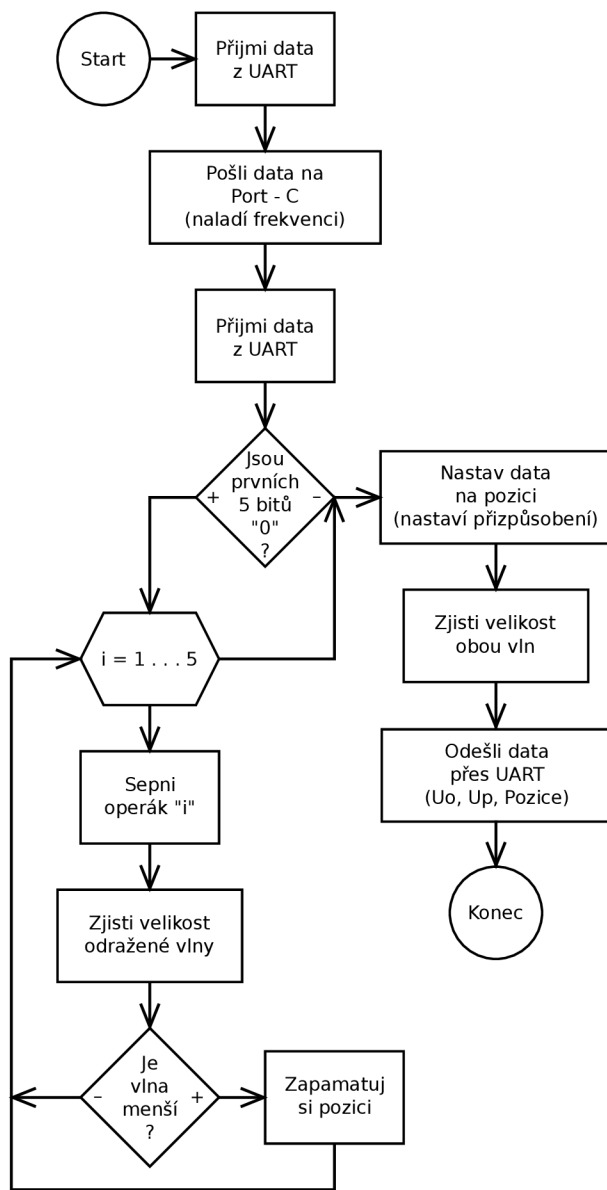 Start
Přijmi data
z UART
Pošli data na
Port - C
(naladí frekvenci)
Přijmi data
z UART
Jsou
prvních
5 bitů
"0"
?
+
–
Nastav data
na pozici
(nastaví přizpůsobení)
Zjisti velikost
obou vln
Odešli data
přes UART
(Uo, Up, Pozice)
Konec
i = 1 . . . 5
Sepni
operák "i"
Zjisti velikost
odražené vlny
Je
vlna
menší
?
–
+
Zapamatuj
si pozici